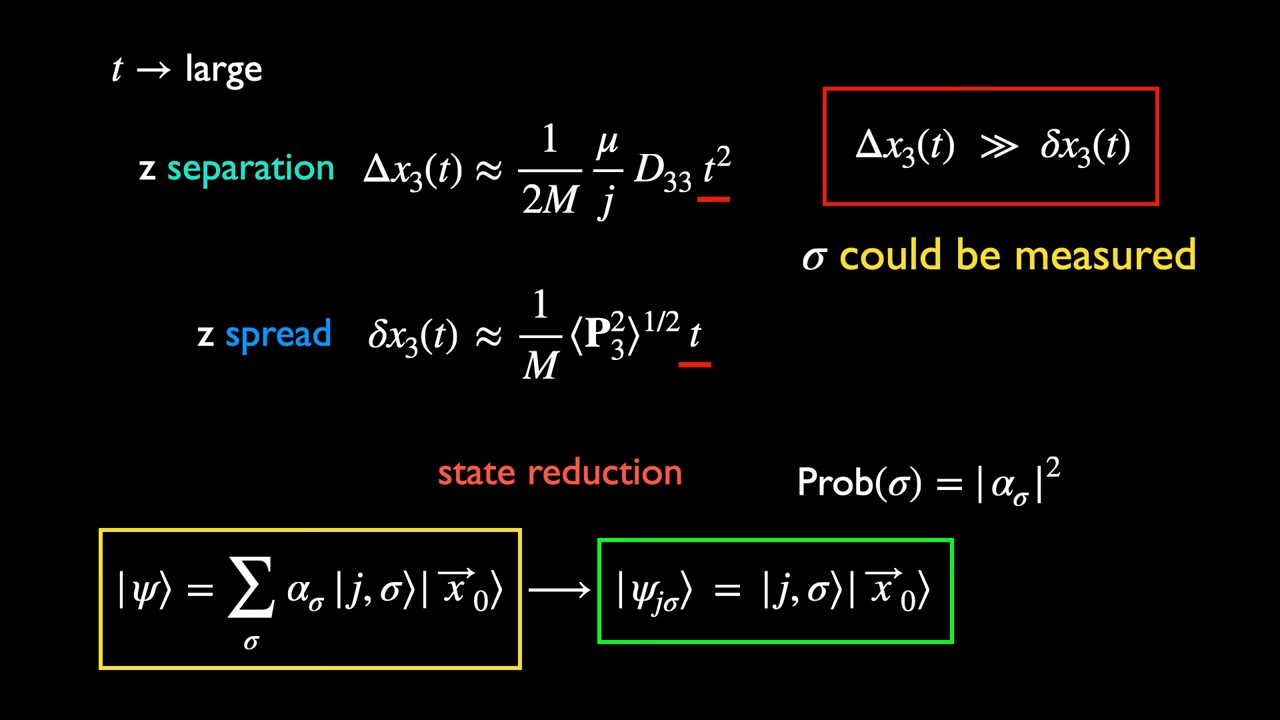 t → large
z separation Δx₃(t) ≈ 1/2M μ/j D₃₃ t²
Δx₃(t) ≫ δx₃(t)
σ could be measured
z spread δx₃(t) ≈ 1/M ⟨P₃²⟩^1/2 t
state reduction
Prob(σ) = |α_σ|²
|ψ⟩ = ∑_σ α_σ |j, σ⟩| x⃗₀⟩ ⟶ |ψ_jσ⟩ = |j, σ⟩| x⃗₀⟩